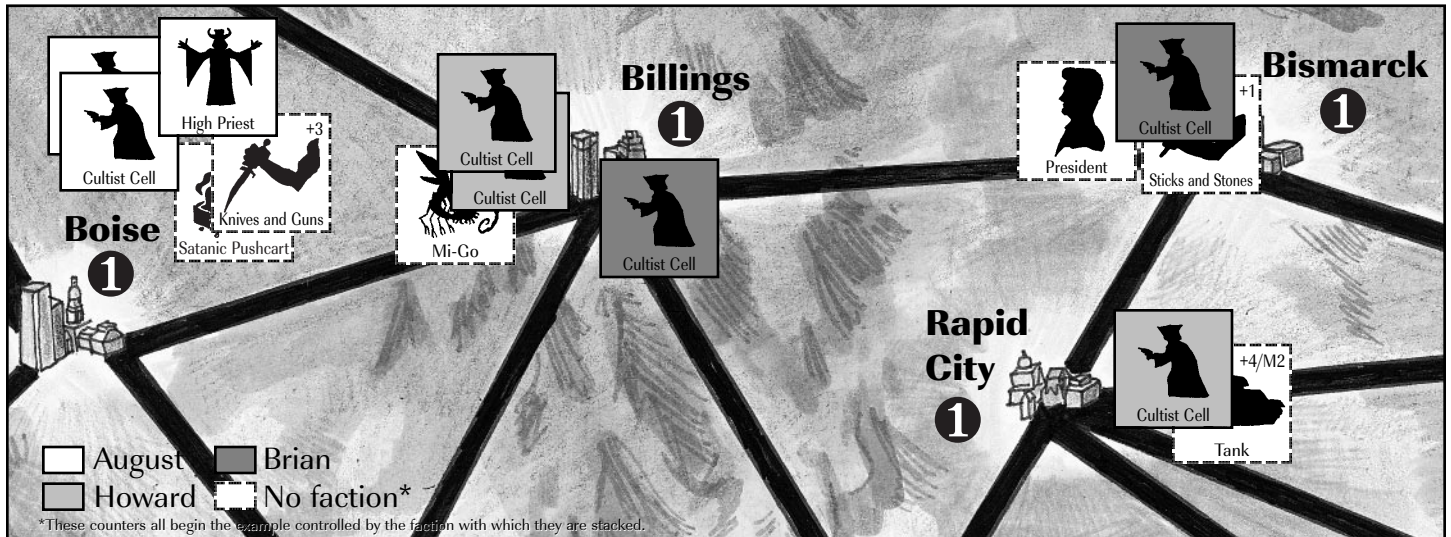 High Priest
Cultist Cell
+3
Knives and Guns
Satanic Pushcart
Boise
1
Cultist Cell
Cultist Cell
Mi-Go
Cultist Cell
Billings
1
President
Cultist Cell
+1
Sticks and Stones
Bismarck
1
Rapid
City
1
Cultist Cell
+4/M2
Tank
August
Brian
Howard
No faction*
*These counters all begin the example controlled by the faction with which they are stacked.